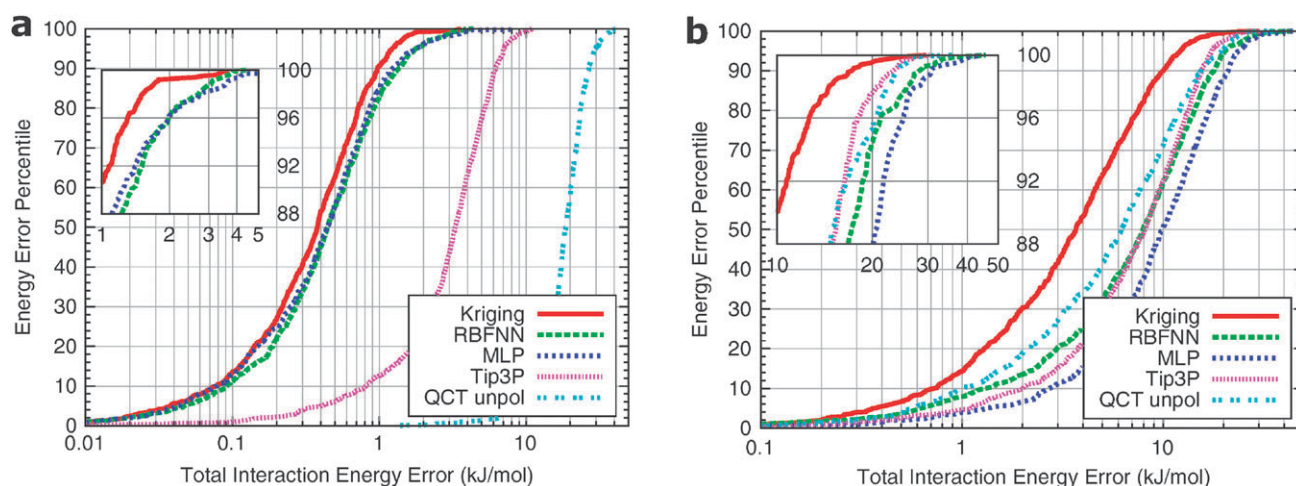 a
Energy Error Percentile
100
90
80
70
60
50
40
30
20
10
0
100
96
92
88
1 2 3 4 5
Kriging
RBFNN
MLP
Tip3P
QCT unpol
0.01 0.1 1 10
Total Interaction Energy Error (kJ/mol)
b
Energy Error Percentile
100
90
80
70
60
50
40
30
20
10
0
100
96
92
88
10 20 30 40 50
Kriging
RBFNN
MLP
Tip3P
QCT unpol
0.1 1 10
Total Interaction Energy Error (kJ/mol)